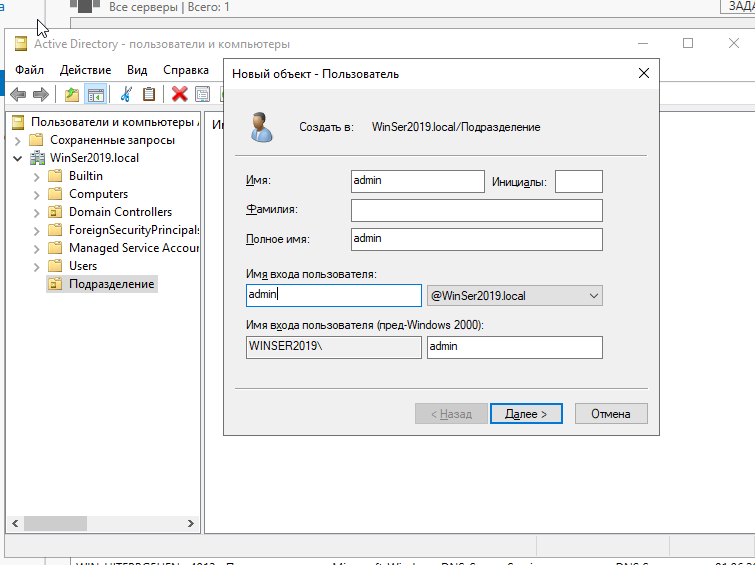 Все серверы | Всего: 1
ЗАДА
Active Directory - пользователи и компьютеры
Файл Действие Вид Справка
Новый объект - Пользователь
Пользователи и компьютеры
Сохраненные запросы
WinSer2019.local
Builtin
Computers
Domain Controllers
ForeignSecurityPrincipals
Managed Service Accour
Users
Подразделение
Создать в: WinSer2019.local/Подразделение
Имя: admin Инициалы:
Фамилия:
Полное имя: admin
Имя входа пользователя:
admin @WinSer2019.local
Имя входа пользователя (пред-Windows 2000):
WINSER2019\ admin
< Назад Далее > Отмена